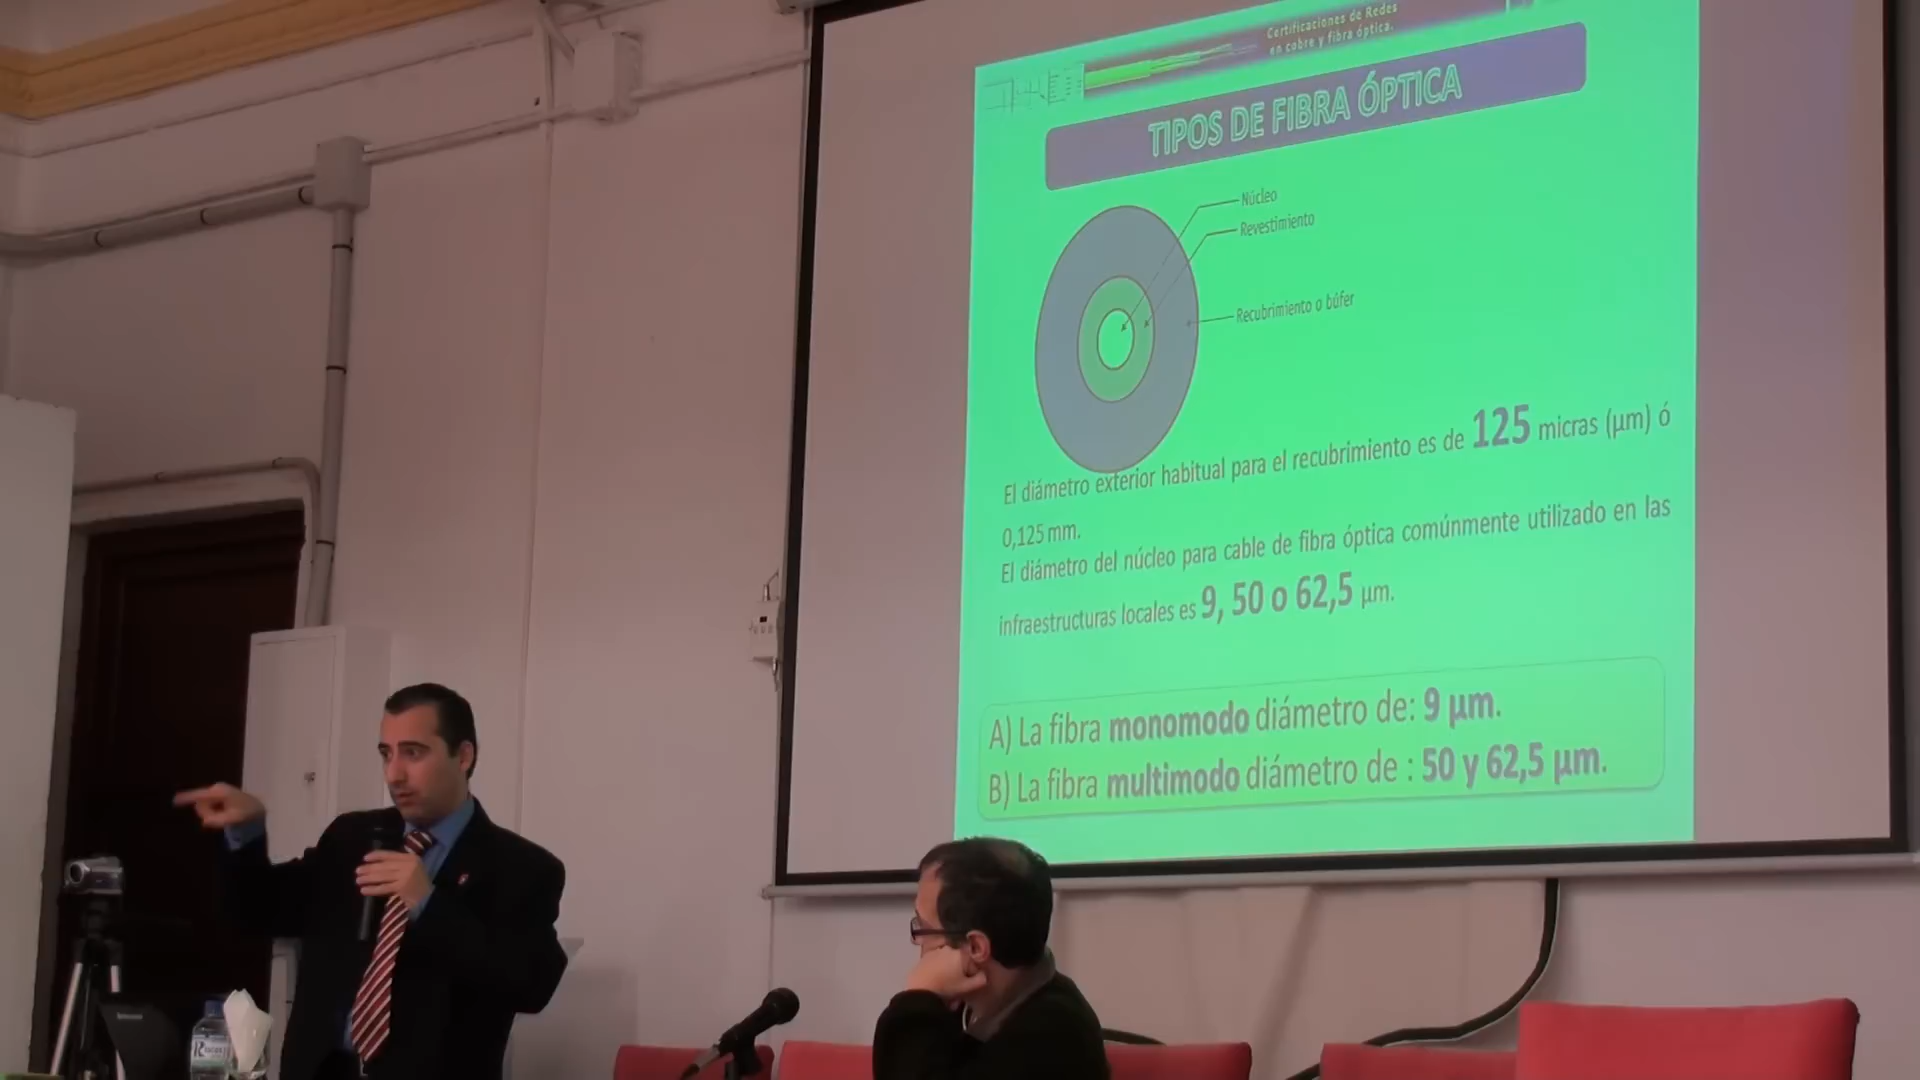 Certificaciones de Redes
en cobre y fibra óptica.
TIPOS DE FIBRA ÓPTICA
Núcleo
Revestimiento
Recubrimiento o búfer
El diámetro exterior habitual para el recubrimiento es de 125 micras (µm) ó
0,125 mm.
El diámetro del núcleo para cable de fibra óptica comúnmente utilizado en las
infraestructuras locales es 9, 50 o 62,5 µm.
A) La fibra monomodo diámetro de: 9 µm.
B) La fibra multimodo diámetro de : 50 y 62,5 µm.